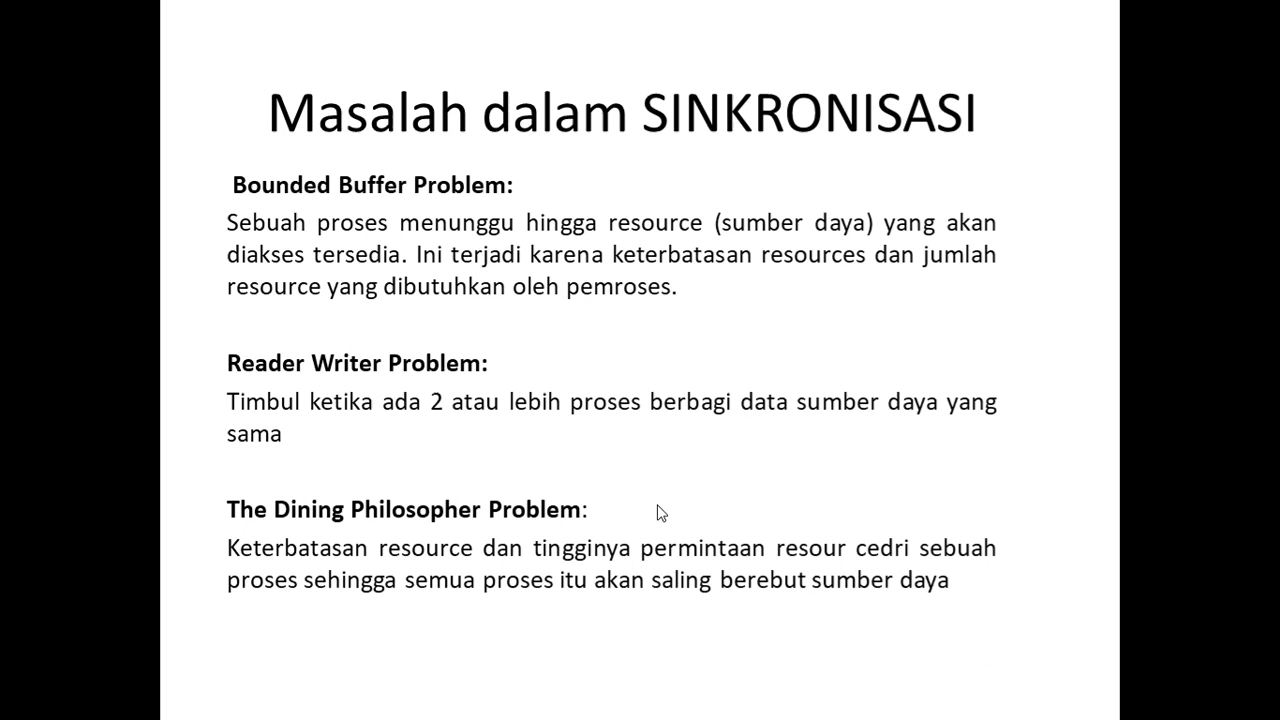 Masalah dalam SINKRONISASI
Bounded Buffer Problem:
Sebuah proses menunggu hingga resource (sumber daya) yang akan
diakses tersedia. Ini terjadi karena keterbatasan resources dan jumlah
resource yang dibutuhkan oleh pemroses.
Reader Writer Problem:
Timbul ketika ada 2 atau lebih proses berbagi data sumber daya yang
sama
The Dining Philosopher Problem:
Keterbatasan resource dan tingginya permintaan resour cedri sebuah
proses sehingga semua proses itu akan saling berebut sumber daya